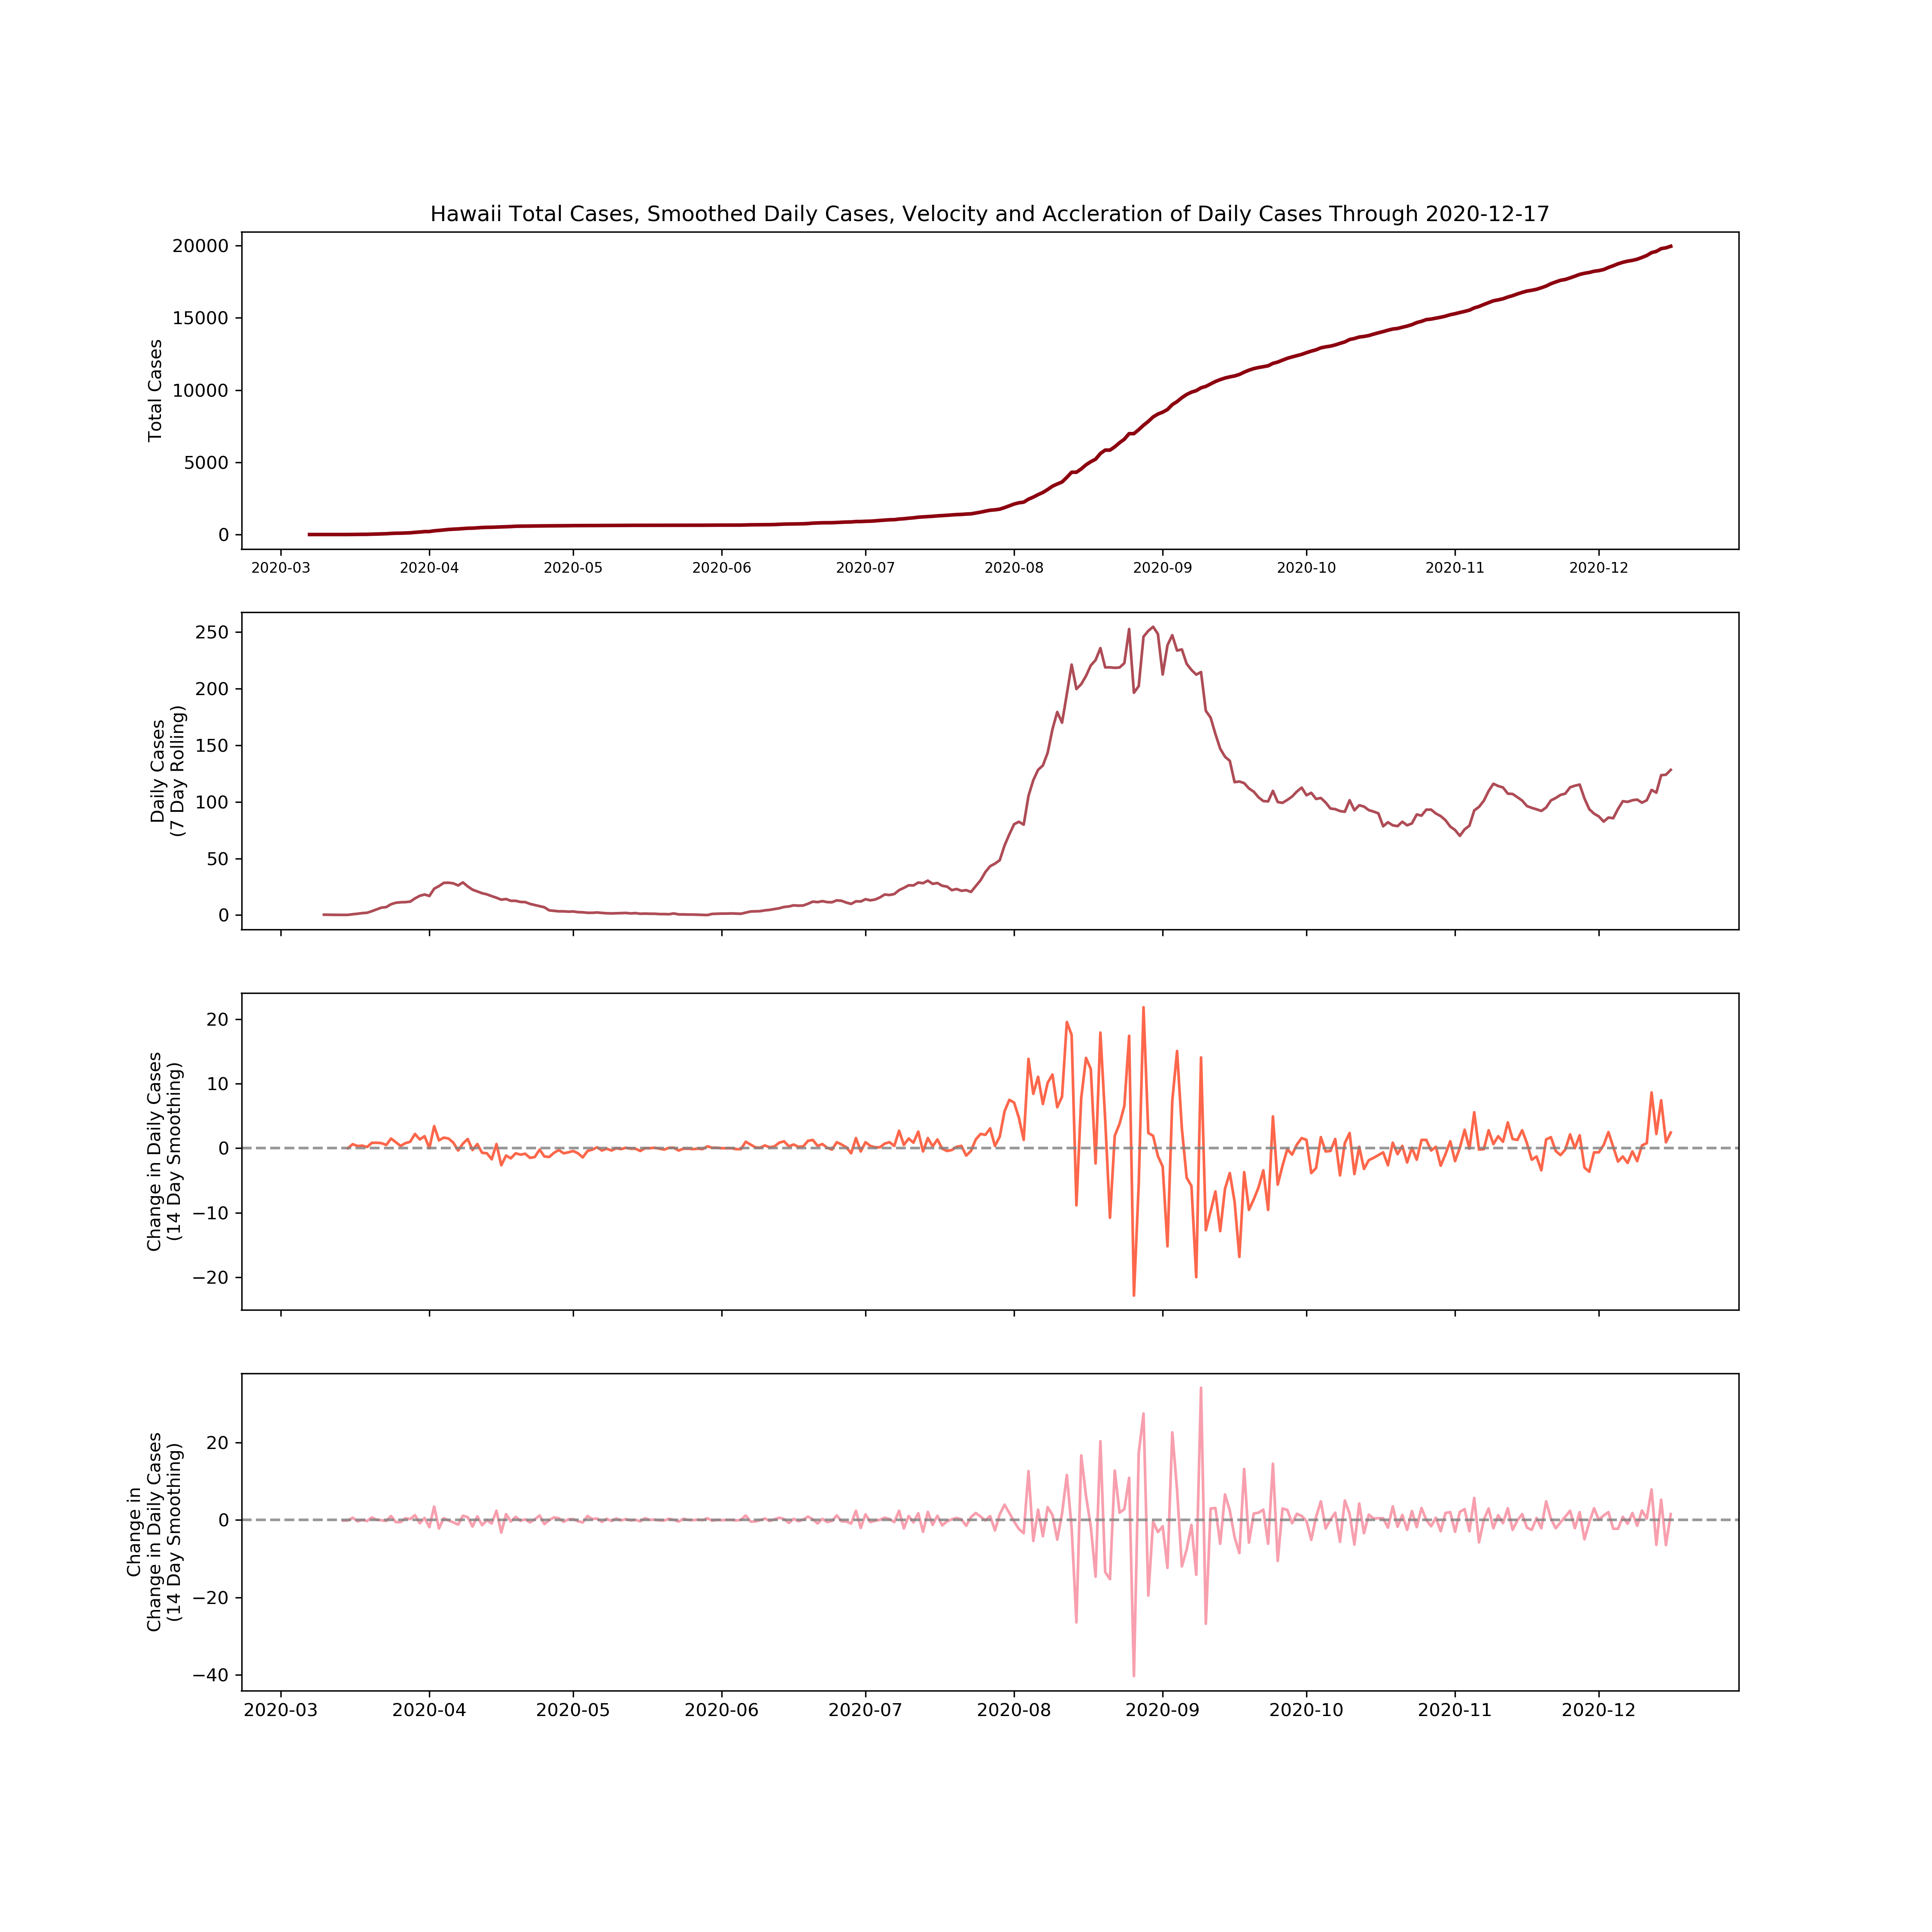 Hawaii Total Cases, Smoothed Daily Cases, Velocity and Accleration of Daily Cases Through 2020-12-17
Total Cases
20000
15000
10000
5000
0
2020-03 2020-04 2020-05 2020-06 2020-07 2020-08 2020-09 2020-10 2020-11 2020-12
Daily Cases
(7 Day Rolling)
250
200
150
100
50
0
Change in Daily Cases
(14 Day Smoothing)
20
10
0
−10
−20
Change in
Change in Daily Cases
(14 Day Smoothing)
20
0
−20
−40
2020-03 2020-04 2020-05 2020-06 2020-07 2020-08 2020-09 2020-10 2020-11 2020-12